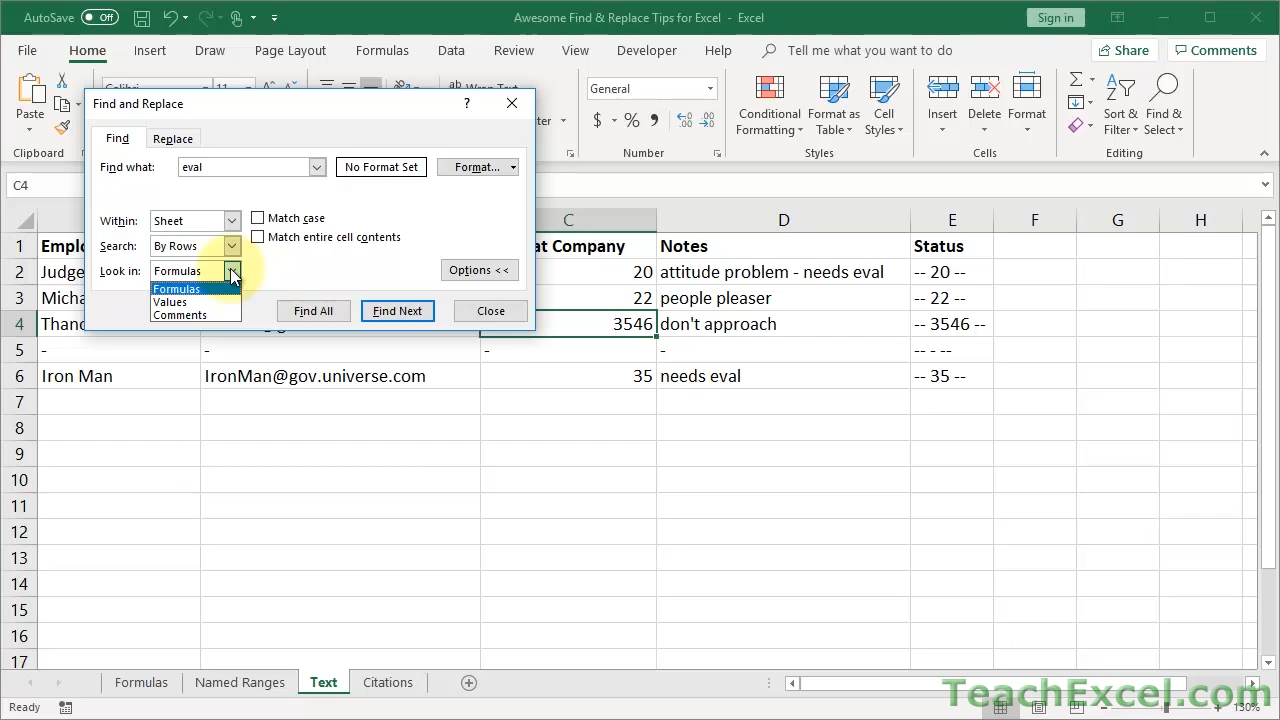 AutoSave Off Awesome Find & Replace Tips for Excel - Excel Sign in
File Home Insert Draw Page Layout Formulas Data Review View Developer Help Tell me what you want to do Share Comments
Paste
Clipboard
General
$ % ,
Number
Conditional Formatting
Format as Table
Cell Styles
Styles
Insert Delete Format
Cells
Sort & Filter
Find & Select
Editing
Find and Replace ?
Find Replace
Find what: eval No Format Set Format...
Within: Sheet Match case
Search: By Rows Match entire cell contents
Look in: Formulas Options <<
Formulas
Values
Comments
Find All Find Next Close
C4
C D E F G H
1 at Company Notes Status
2 Judge 20 attitude problem - needs eval -- 20 --
3 22 people pleaser -- 22 --
4 3546 don't approach -- 3546 --
5 - - - - -- - --
6 Iron Man IronMan@gov.universe.com 35 needs eval -- 35 --
7
8
9
10
11
12
13
14
15
16
17
Formulas Named Ranges Text Citations
Ready 130%
TeachExcel.com